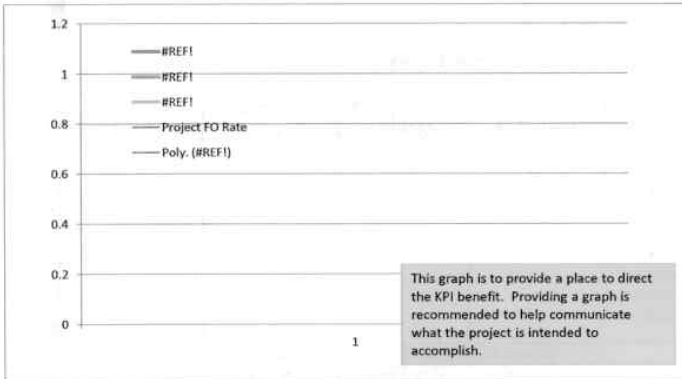 1.2
#REF!
1
#REF!
#REF!
0.8
Project FO Rate
Poly. (#REF!)
0.6
0.4
0.2
0
1
This graph is to provide a place to direct
the KPI benefit.  Providing a graph is
recommended to help communicate
what the project is intended to
accomplish.